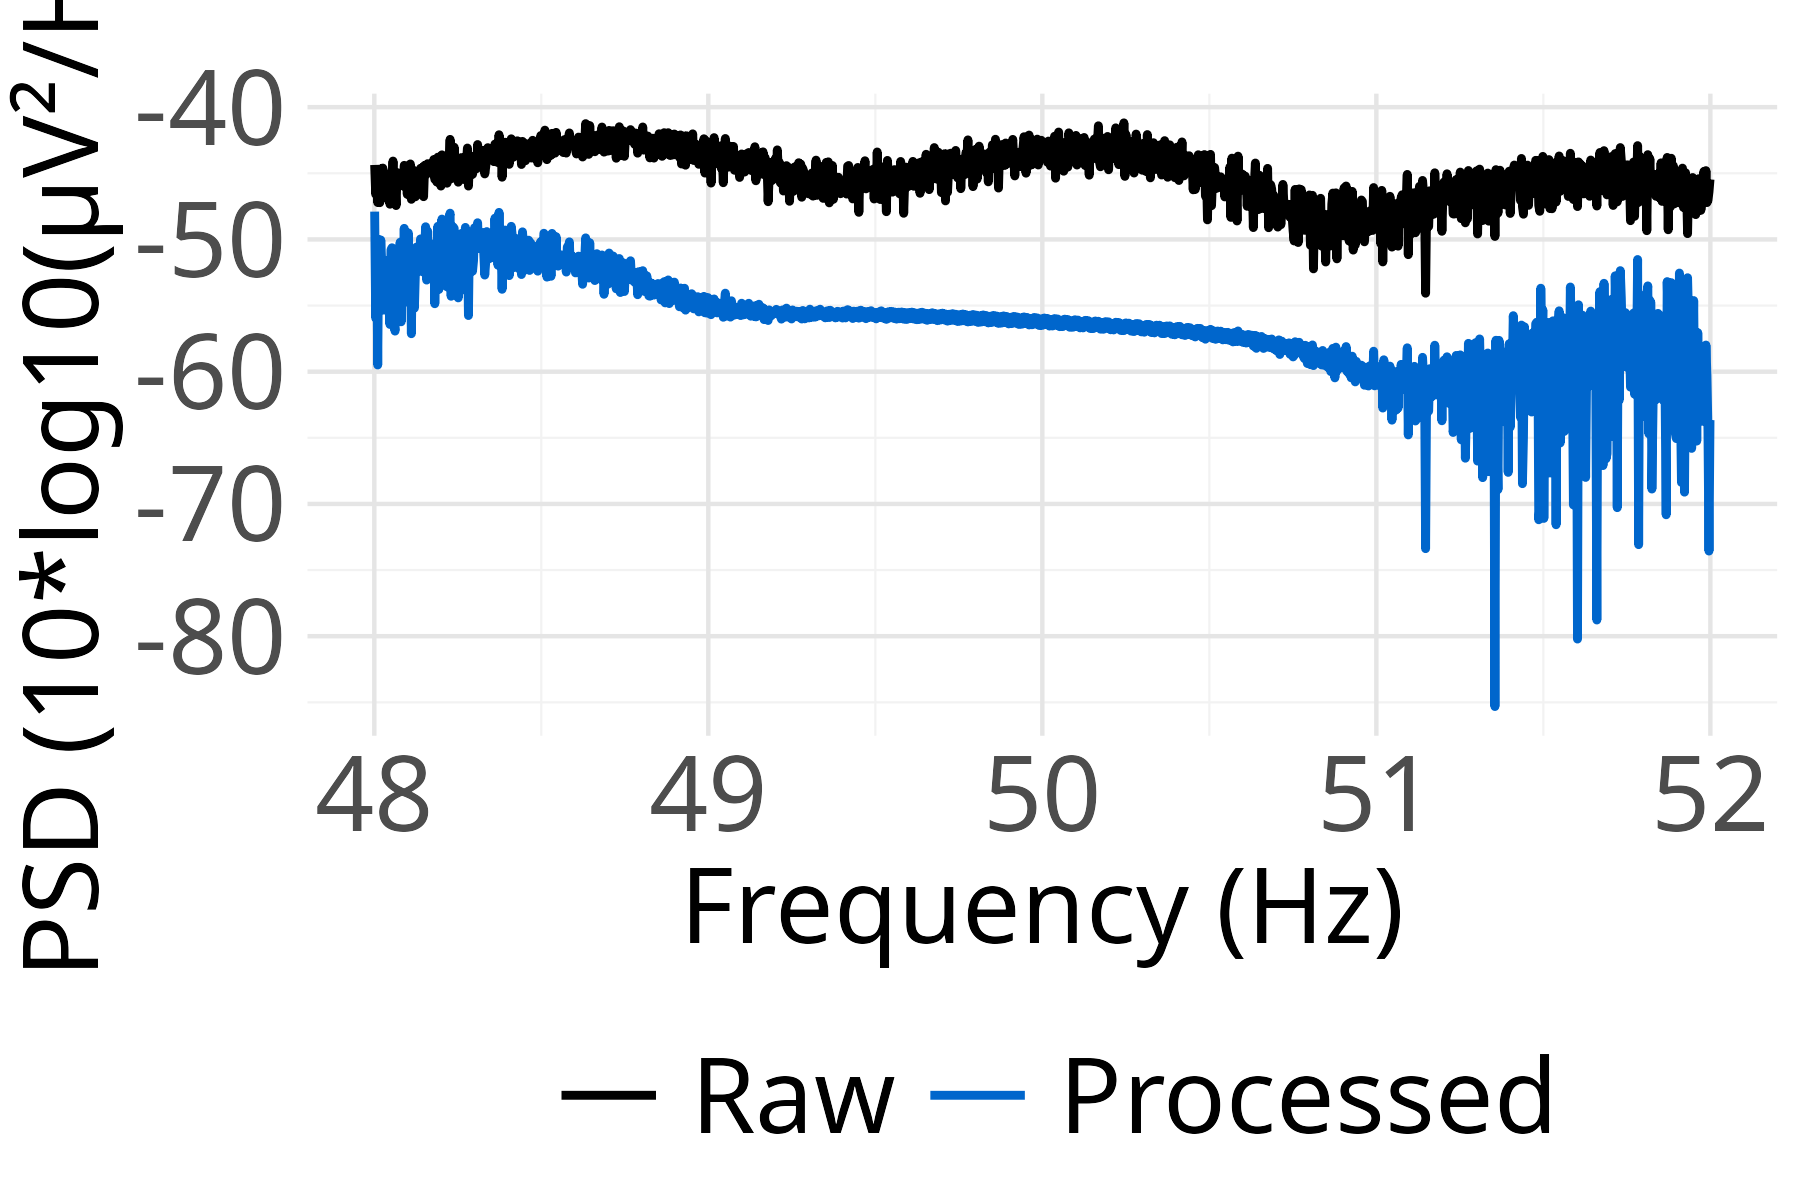 PSD (10*log10(μV²/H
-40
-50
-60
-70
-80
48 49 50 51 52
Frequency (Hz)
Raw Processed